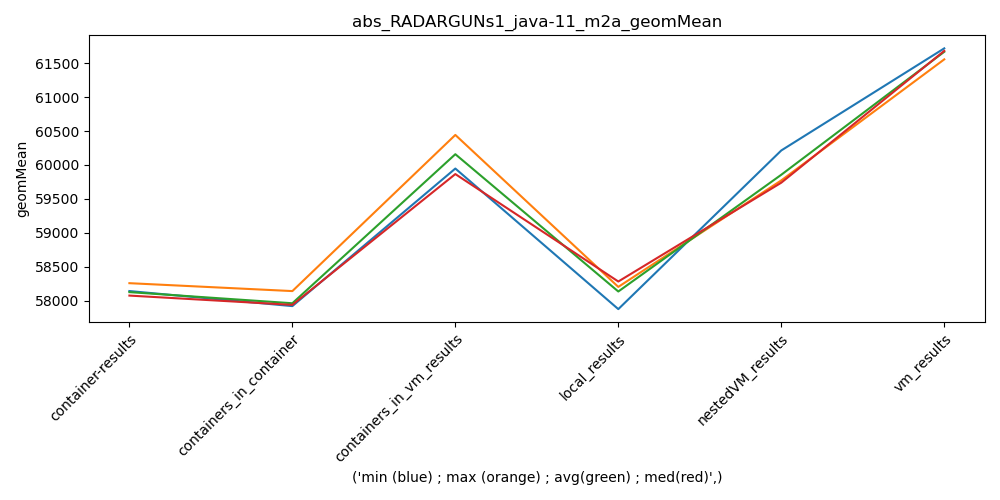 abs_RADARGUNs1_java-11_m2a_geomMean
geomMean
61500
61000
60500
60000
59500
59000
58500
58000
container-results
containers_in_container
containers_in_vm_results
local_results
nestedVM_results
vm_results
('min (blue) ; max (orange) ; avg(green) ; med(red)',)